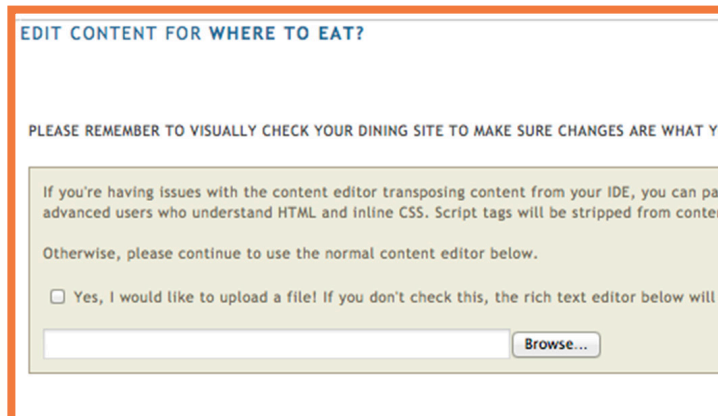 EDIT CONTENT FOR WHERE TO EAT?
PLEASE REMEMBER TO VISUALLY CHECK YOUR DINING SITE TO MAKE SURE CHANGES ARE WHAT Y
If you're having issues with the content editor transposing content from your IDE, you can pa
advanced users who understand HTML and inline CSS. Script tags will be stripped from conte
Otherwise, please continue to use the normal content editor below.
Yes, I would like to upload a file! If you don't check this, the rich text editor below will
Browse...